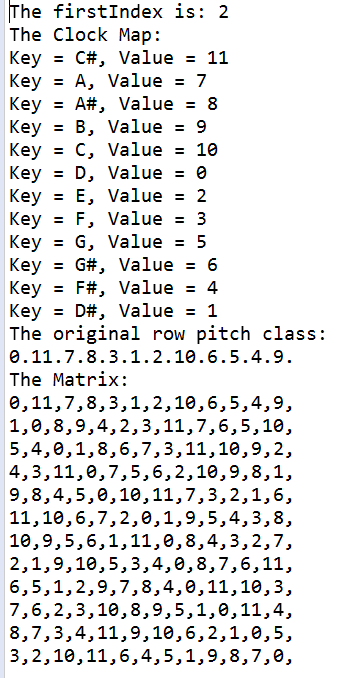 The firstIndex is: 2
The Clock Map:
Key = C#, Value = 11
Key = A, Value = 7
Key = A#, Value = 8
Key = B, Value = 9
Key = C, Value = 10
Key = D, Value = 0
Key = E, Value = 2
Key = F, Value = 3
Key = G, Value = 5
Key = G#, Value = 6
Key = F#, Value = 4
Key = D#, Value = 1
The original row pitch class:
0.11.7.8.3.1.2.10.6.5.4.9.
The Matrix:
0,11,7,8,3,1,2,10,6,5,4,9,
1,0,8,9,4,2,3,11,7,6,5,10,
5,4,0,1,8,6,7,3,11,10,9,2,
4,3,11,0,7,5,6,2,10,9,8,1,
9,8,4,5,0,10,11,7,3,2,1,6,
11,10,6,7,2,0,1,9,5,4,3,8,
10,9,5,6,1,11,0,8,4,3,2,7,
2,1,9,10,5,3,4,0,8,7,6,11,
6,5,1,2,9,7,8,4,0,11,10,3,
7,6,2,3,10,8,9,5,1,0,11,4,
8,7,3,4,11,9,10,6,2,1,0,5,
3,2,10,11,6,4,5,1,9,8,7,0,